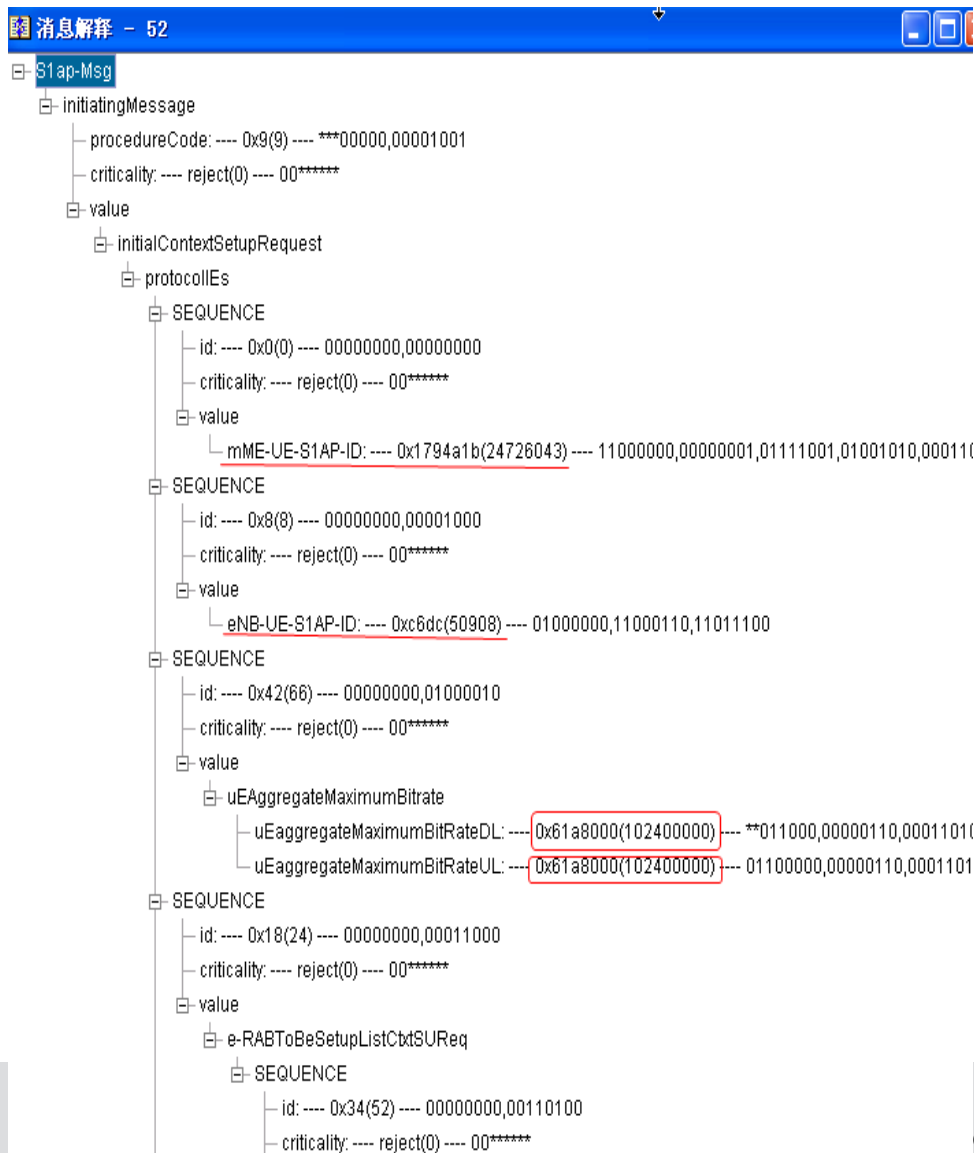 消息解释 - 52
S1ap-Msg
initiatingMessage
procedureCode: ---- 0x9(9) ---- ***00000,00001001
criticality: ---- reject(0) ---- 00******
value
initialContextSetupRequest
protocolIEs
SEQUENCE
id: ---- 0x0(0) ---- 00000000,00000000
criticality: ---- reject(0) ---- 00******
value
mME-UE-S1AP-ID: ---- 0x1794a1b(24726043) ---- 11000000,00000001,01111001,01001010,000110
SEQUENCE
id: ---- 0x8(8) ---- 00000000,00001000
criticality: ---- reject(0) ---- 00******
value
eNB-UE-S1AP-ID: ---- 0xc6dc(50908) ---- 01000000,11000110,11011100
SEQUENCE
id: ---- 0x42(66) ---- 00000000,01000010
criticality: ---- reject(0) ---- 00******
value
uEAggregateMaximumBitrate
uEaggregateMaximumBitRateDL: ---- 0x61a8000(102400000) ---- **011000,00000110,00011010
uEaggregateMaximumBitRateUL: ---- 0x61a8000(102400000) ---- 01100000,00000110,0001101
SEQUENCE
id: ---- 0x18(24) ---- 00000000,00011000
criticality: ---- reject(0) ---- 00******
value
e-RABToBeSetupListCtxtSUReq
SEQUENCE
id: ---- 0x34(52) ---- 00000000,00110100
criticality: ---- reject(0) ---- 00******